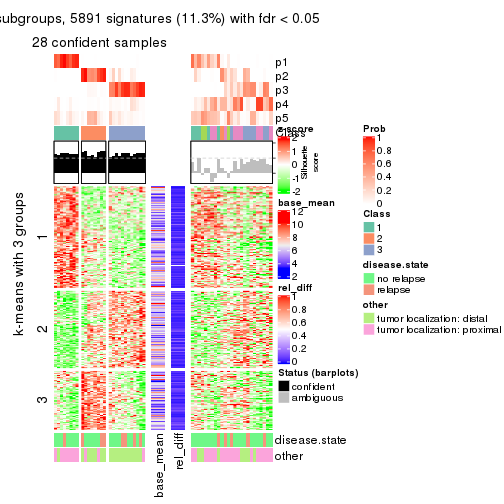 subgroups, 5891 signatures (11.3%) with fdr < 0.05
28 confident samples
p1
p2
p3
p4
p5
Class
z-score
2
1
0
-1
-2
Silhouette
score
base_mean
12
10
8
6
4
2
rel_diff
1
0.8
0.6
0.4
0.2
0
Status (barplots)
confident
ambiguous
Prob
1
0.8
0.6
0.4
0.2
0
Class
1
2
3
disease.state
no relapse
relapse
other
tumor localization: distal
tumor localization: proximal
k-means with 3 groups
1
2
3
disease.state
other
base_mean
rel_diff